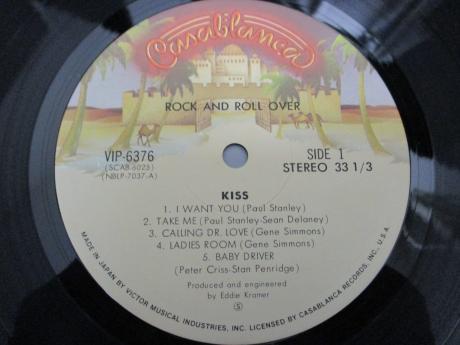 Casablanca
ROCK AND ROLL OVER
VIP-6376
(SCAB-6025)
(NBLP-7037-A)
SIDE 1
STEREO 33 1/3
KISS
1. I WANT YOU (Paul Stanley)
2. TAKE ME (Paul Stanley-Sean Delaney)
3. CALLING DR. LOVE (Gene Simmons)
4. LADIES ROOM (Gene Simmons)
5. BABY DRIVER
(Peter Criss-Stan Penridge)
Produced and engineered
by Eddie Kramer
Ⓢ
MADE IN JAPAN BY VICTOR MUSICAL INDUSTRIES, INC. LICENSED BY CASABLANCA RECORDS, INC., U.S.A.